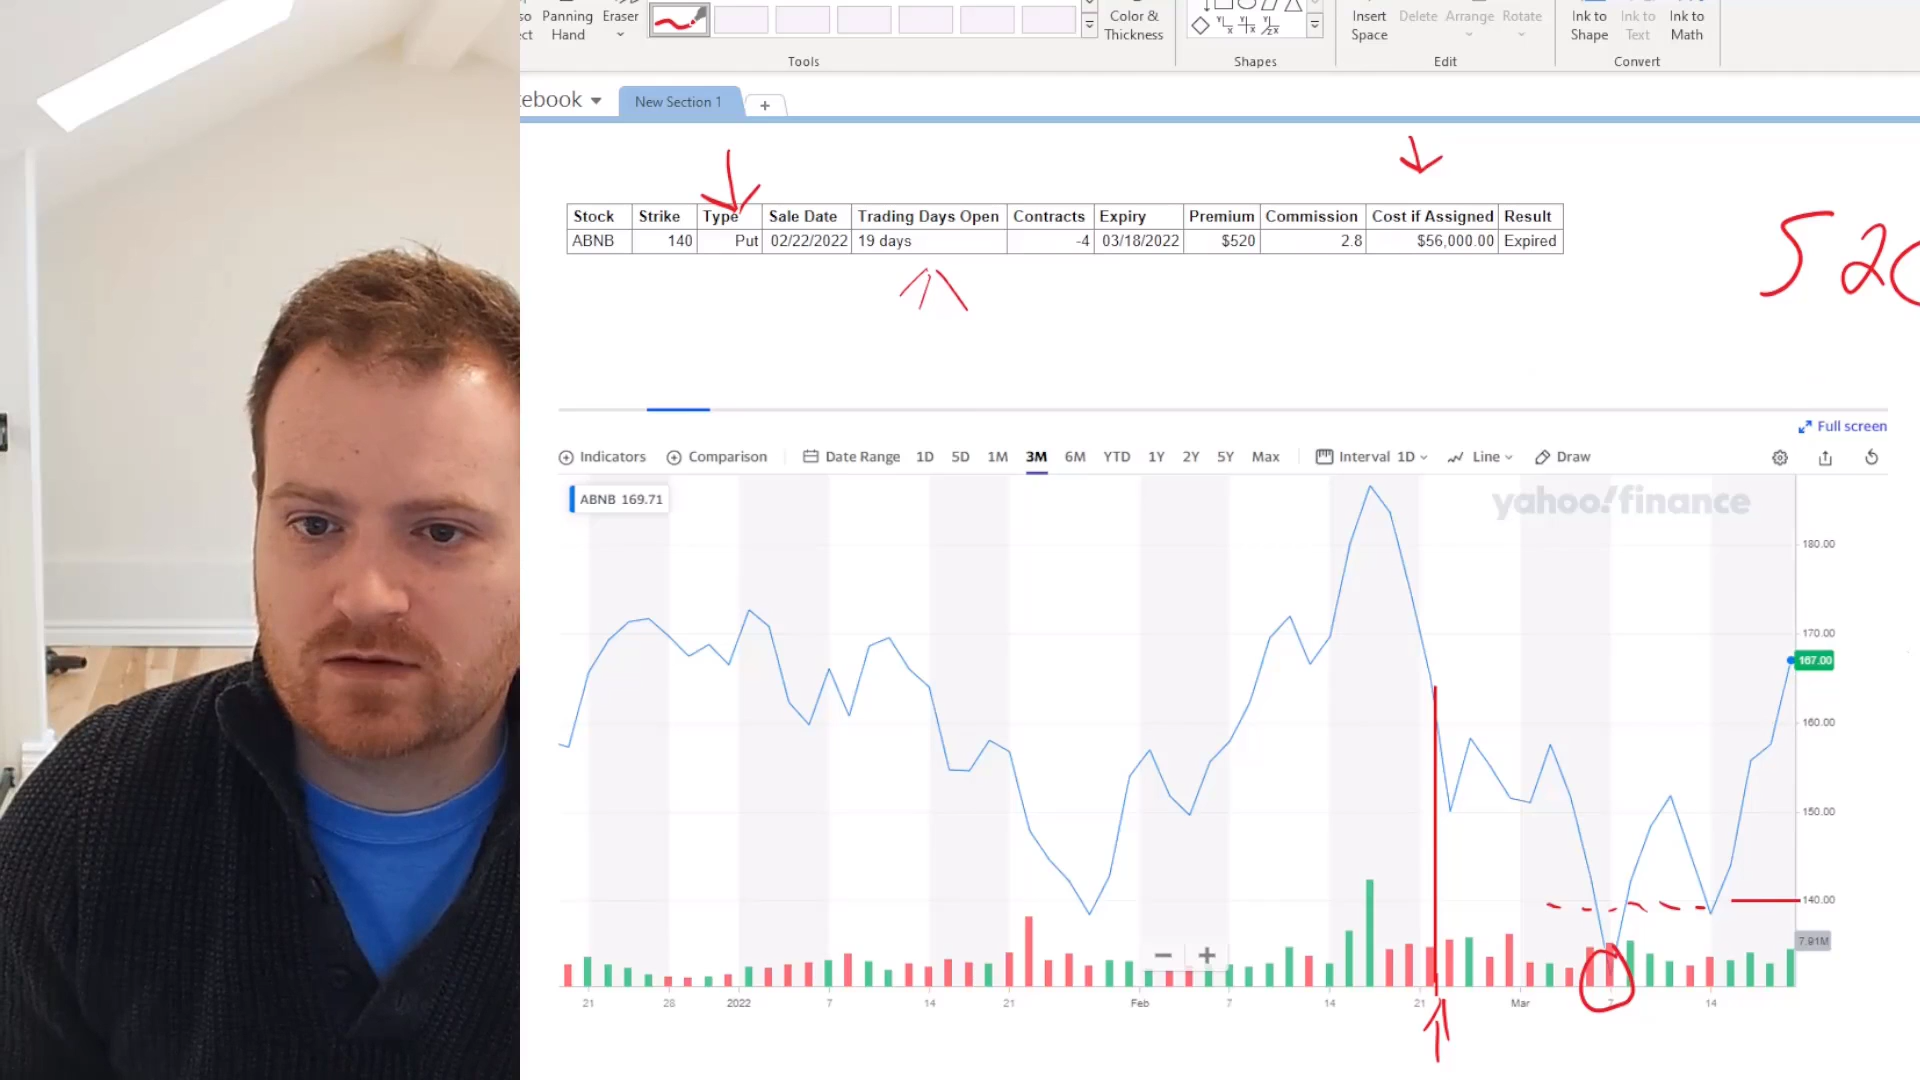 Panning Eraser
Hand
Color &
Thickness
Insert Delete Arrange Rotate
Space
Ink to Ink to Ink to
Shape Text Math
Tools Shapes Edit Convert
ebook New Section 1 +
Stock Strike Type Sale Date Trading Days Open Contracts Expiry Premium Commission Cost if Assigned Result
ABNB 140 Put 02/22/2022 19 days -4 03/18/2022 $520 2.8 $56,000.00 Expired
520
Full screen
Indicators Comparison Date Range 1D 5D 1M 3M 6M YTD 1Y 2Y 5Y Max Interval 1D Line Draw
ABNB 169.71
yahoo!finance
180.00
170.00
167.00
160.00
150.00
140.00
7.91M
21 28 2022 7 14 21 Feb 7 14 21 Mar 7 14